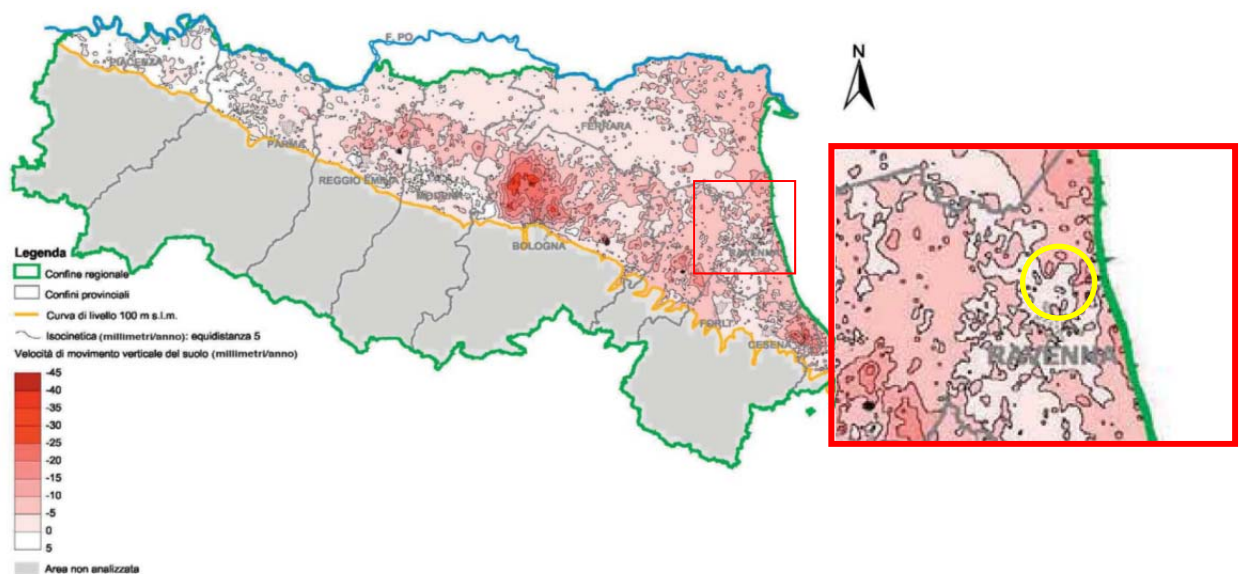 F. PO
PIACENZA
PARMA
REGGIO EMILIA
MODENA
BOLOGNA
FERRARA
RAVENNA
FORLI'
CESENA
N
RAVENNA
Legenda
Confine regionale
Confini provinciali
Curva di livello 100 m s.l.m.
Isocinetica (millimetri/anno): equidistanza 5
Velocità di movimento verticale del suolo (millimetri/anno)
-45
-40
-35
-30
-25
-20
-15
-10
-5
0
5
Area non analizzata